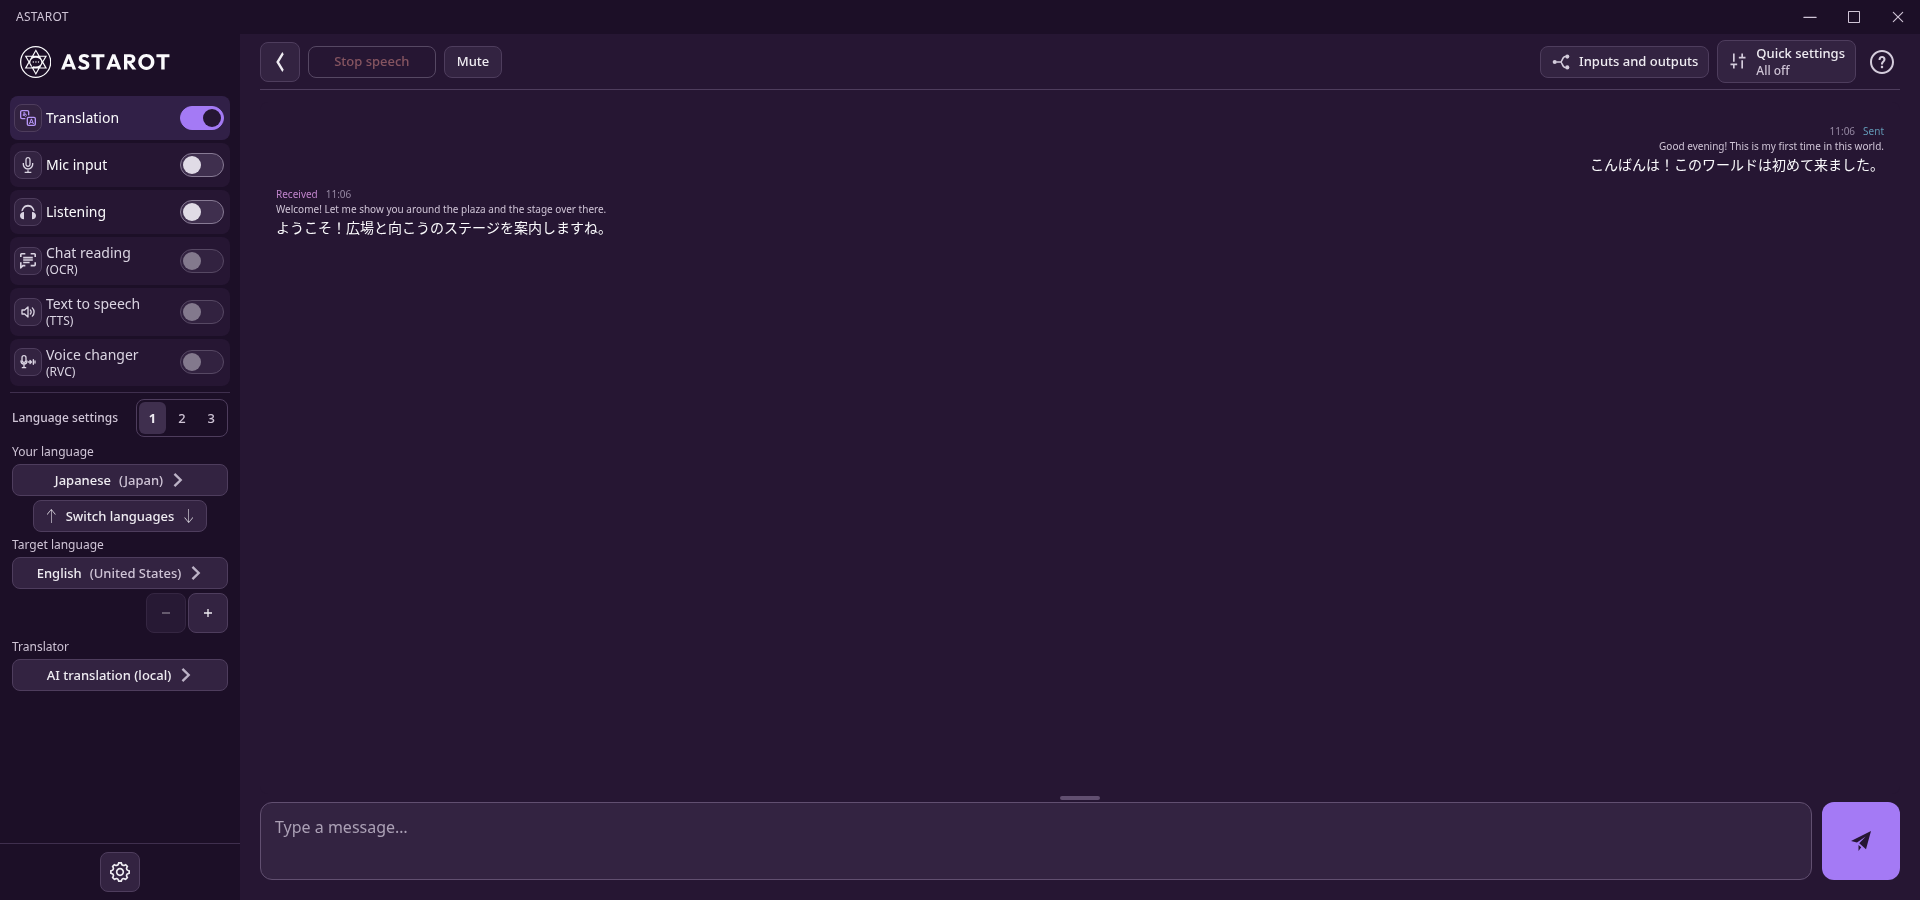 ASTAROT
ASTAROT
Stop speech
Mute
Inputs and outputs
Quick settings
All off
Translation
Mic input
Listening
Chat reading
(OCR)
Text to speech
(TTS)
Voice changer
(RVC)
Language settings
1 2 3
Your language
Japanese (Japan)
Switch languages
Target language
English (United States)
− +
Translator
AI translation (local)
11:06 Sent
Good evening! This is my first time in this world.
こんばんは！このワールドは初めて来ました。
Received 11:06
Welcome! Let me show you around the plaza and the stage over there.
ようこそ！広場と向こうのステージを案内しますね。
Type a message...